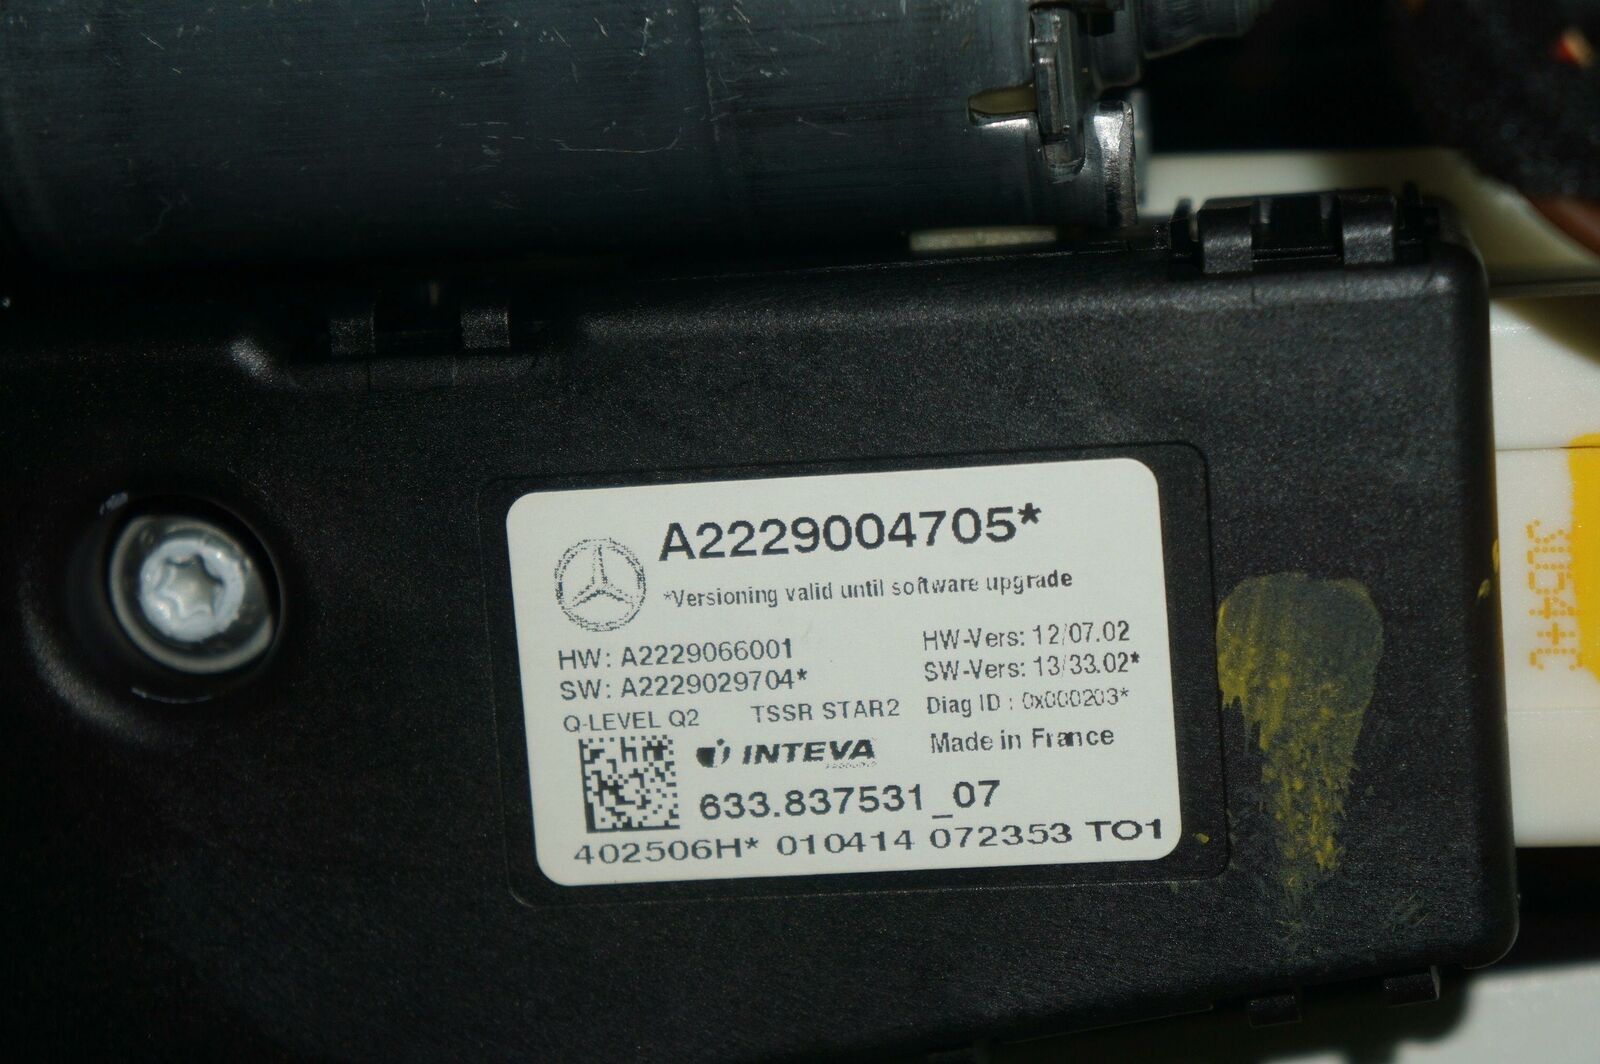 A2229004705*
*Versioning valid until software upgrade
HW: A2229066001
HW-Vers: 12/07.02
SW: A2229029704*
SW-Vers: 13/33.02*
Q-LEVEL Q2
TSSR STAR2
Diag ID : 0x000203*
INTEVA
Made in France
633.837531_07
402506H* 010414 072353 TO1